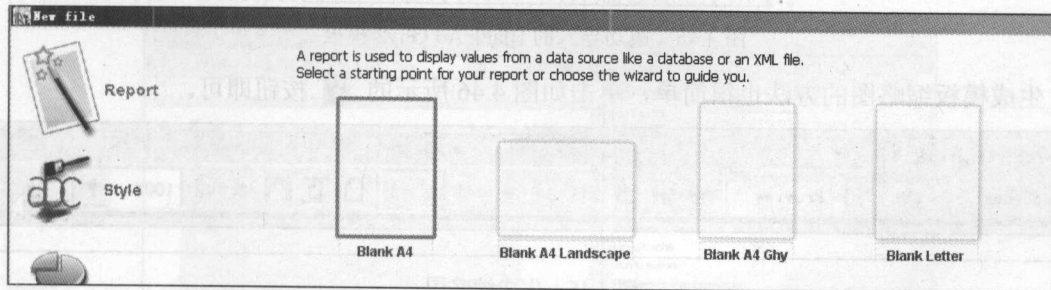 New file
A report is used to display values from a data source like a database or an XML file.
Select a starting point for your report or choose the wizard to guide you.
Report
Style
Blank A4
Blank A4 Landscape
Blank A4 Ghy
Blank Letter